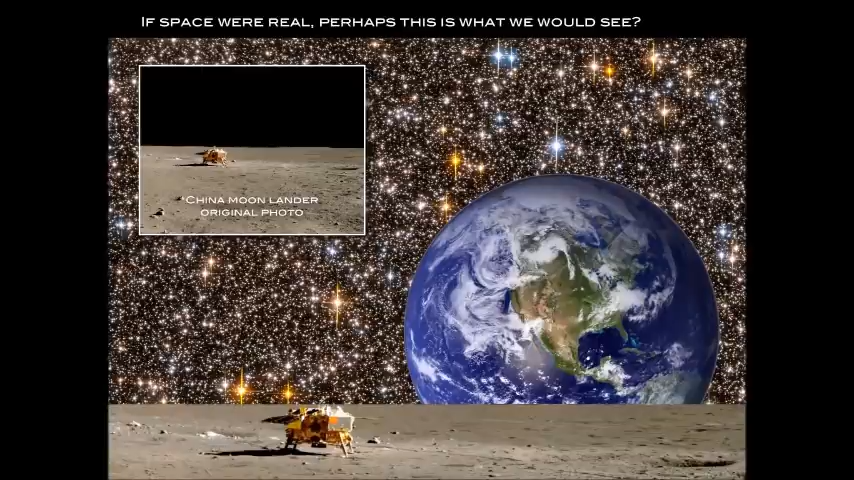 If space were real, perhaps this is what we would see?
*China moon lander
original photo